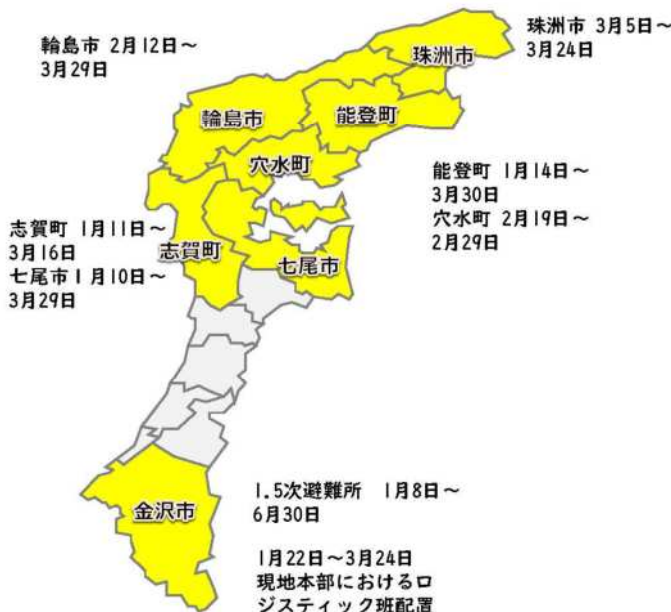 輪島市 2月12日～
3月29日
珠洲市 3月5日～
3月24日
珠洲市
輪島市
能登町
穴水町
能登町 1月14日～
3月30日
穴水町 2月19日～
2月29日
志賀町 1月11日～
3月16日
七尾市1月10日～
3月29日
志賀町
七尾市
金沢市
1.5次避難所 1月8日～
6月30日
1月22日～3月24日
現地本部におけるロ
ジスティック班配置